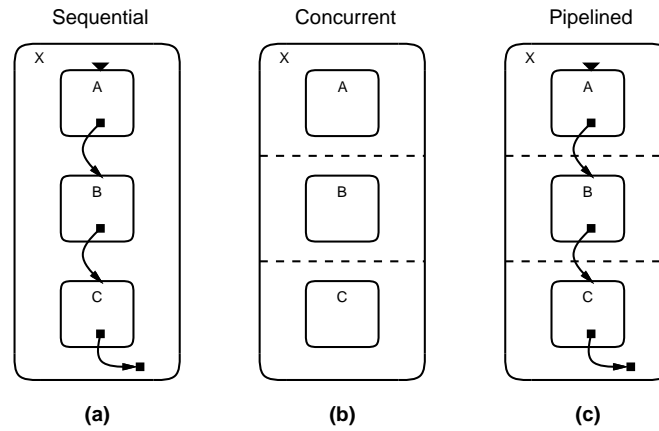 Sequential
X
A
B
C
(a)
Concurrent
X
A
B
C
(b)
Pipelined
X
A
B
C
(c)